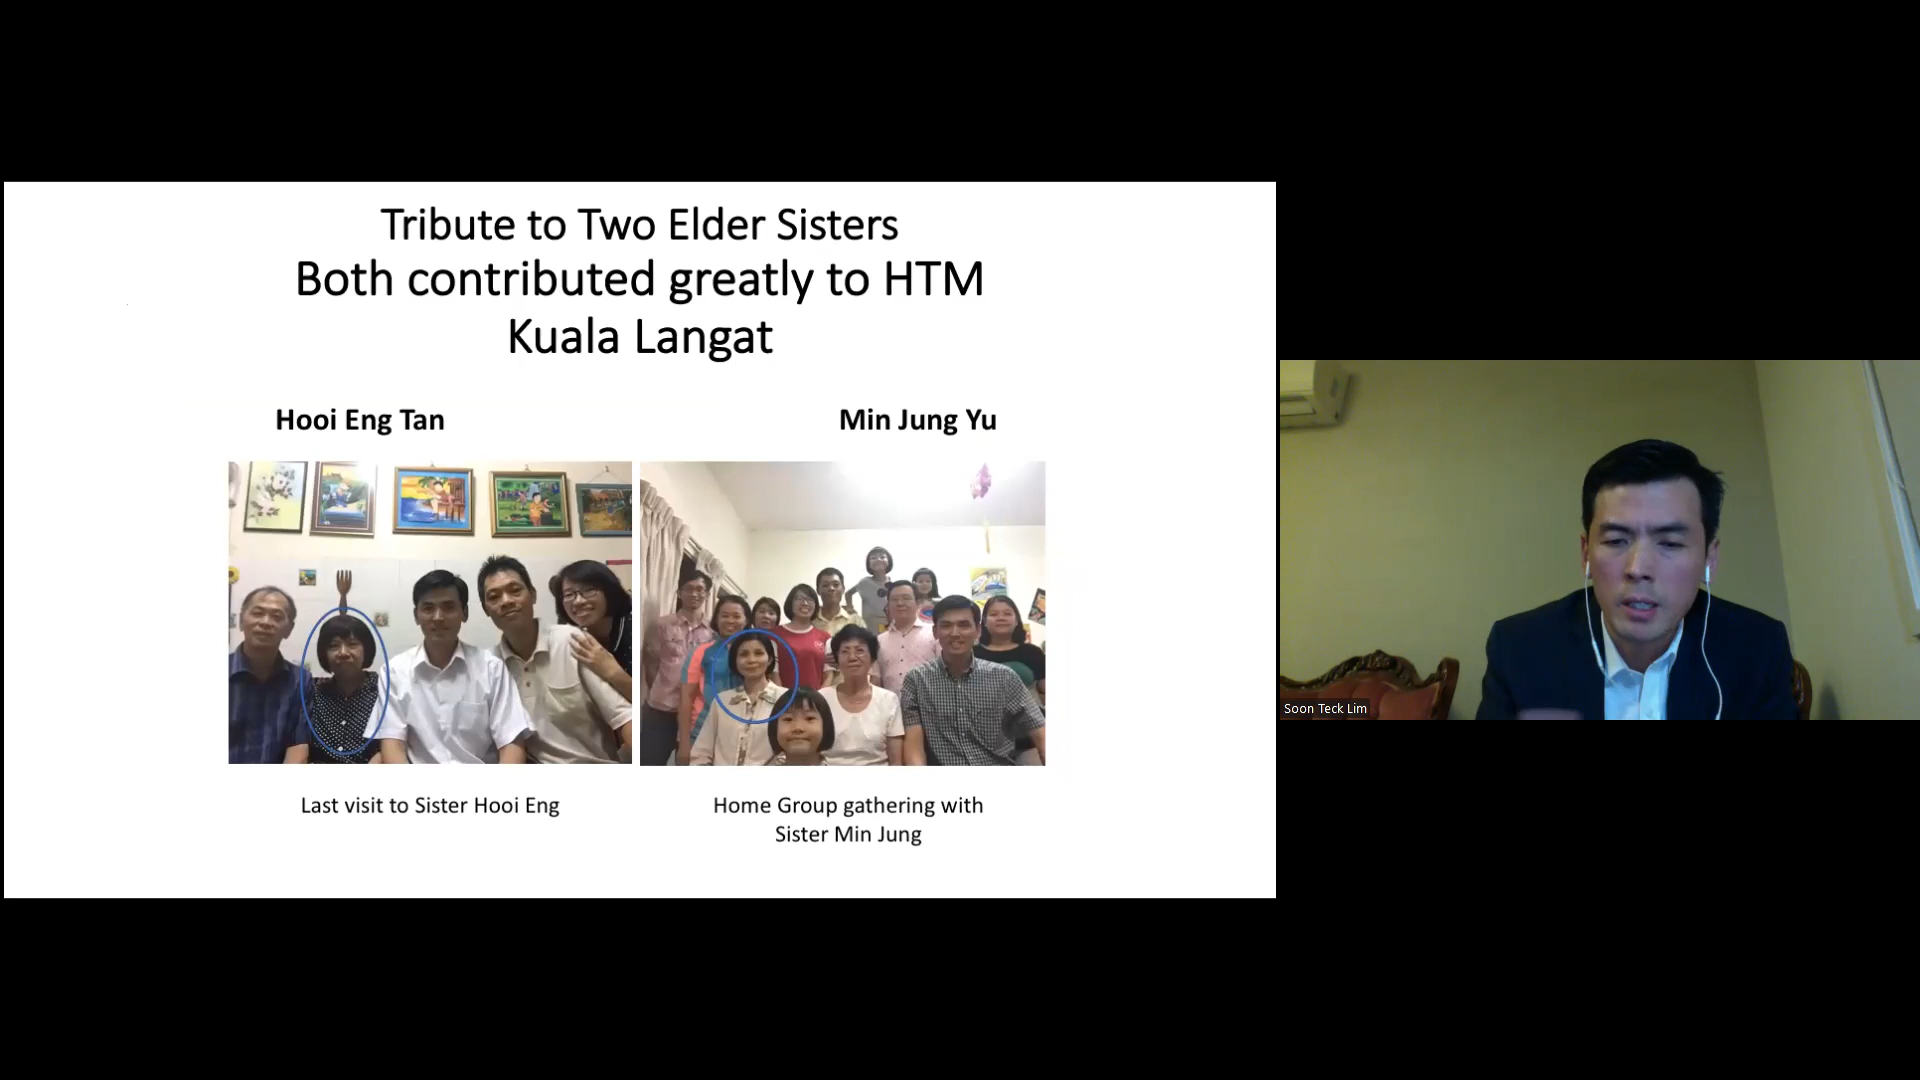 Tribute to Two Elder Sisters
Both contributed greatly to HTM
Kuala Langat
Hooi Eng Tan
Min Jung Yu
Last visit to Sister Hooi Eng
Home Group gathering with
Sister Min Jung
Soon Teck Lim